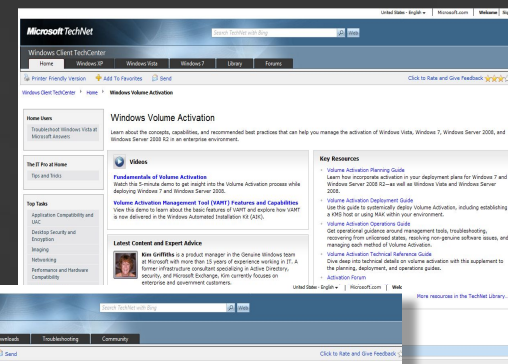 United States - English Microsoft.com Welcome
Microsoft TechNet
Search TechNet with Bing Web
Windows Client TechCenter
Home Windows XP Windows Vista Windows 7 Library Forums
Printer Friendly Version Add To Favorites Send Click to Rate and Give Feedback
Windows Client TechCenter > Home > Windows Volume Activation
Home Users
Troubleshoot Windows Vista at
Microsoft Answers
The IT Pro at Home
Tips and Tricks
Top Tasks
Application Compatibility and
UAC
Desktop Security and
Encryption
Imaging
Networking
Performance and Hardware
Compatibility
Windows Volume Activation
Learn about the concepts, capabilities, and recommended best practices that can help you manage the activation of Windows Vista, Windows 7, Windows Server 2008, and
Windows Server 2008 R2 in an enterprise environment.
Videos
Fundamentals of Volume Activation
Watch this 5-minute demo to get insight into the Volume Activation process while
deploying Windows 7 and Windows Server 2008.
Volume Activation Management Tool (VAMT) Features and Capabilities
View this demo to learn about the basic features of VAMT and explore how VAMT
is now delivered in the Windows Automated Installation Kit (AIK).
Latest Content and Expert Advice
Kim Griffiths is a product manager in the Genuine Windows team
at Microsoft with more than 15 years of experience working in IT. A
former infrastructure consultant specializing in Active Directory,
security, and Microsoft Exchange, Kim currently focuses on
enterprise and government customers.
Key Resources
Volume Activation Planning Guide
Learn how incorporate activation in your deployment plans for Windows 7 and
Windows Server 2008 R2—as well as Windows Vista and Windows Server
2008.
Volume Activation Deployment Guide
Use this guide to systemically deploy Volume Activation, including establishing
a KMS host or using MAK within your environment.
Volume Activation Operations Guide
Get operational guidance around management tools, troubleshooting,
recovering from unlicensed states, resolving non-genuine software issues, and
managing each method of Volume Activation.
Volume Activation Technical Reference Guide
Dive deep into technical details on volume activation with the supplement to
the planning, deployment, and operations guides.
Activation Forum
More resources in the TechNet Library...
United States - English Microsoft.com Welc
Search TechNet with Bing Web
wnloads Troubleshooting Community
Send Click to Rate and Give Feedback